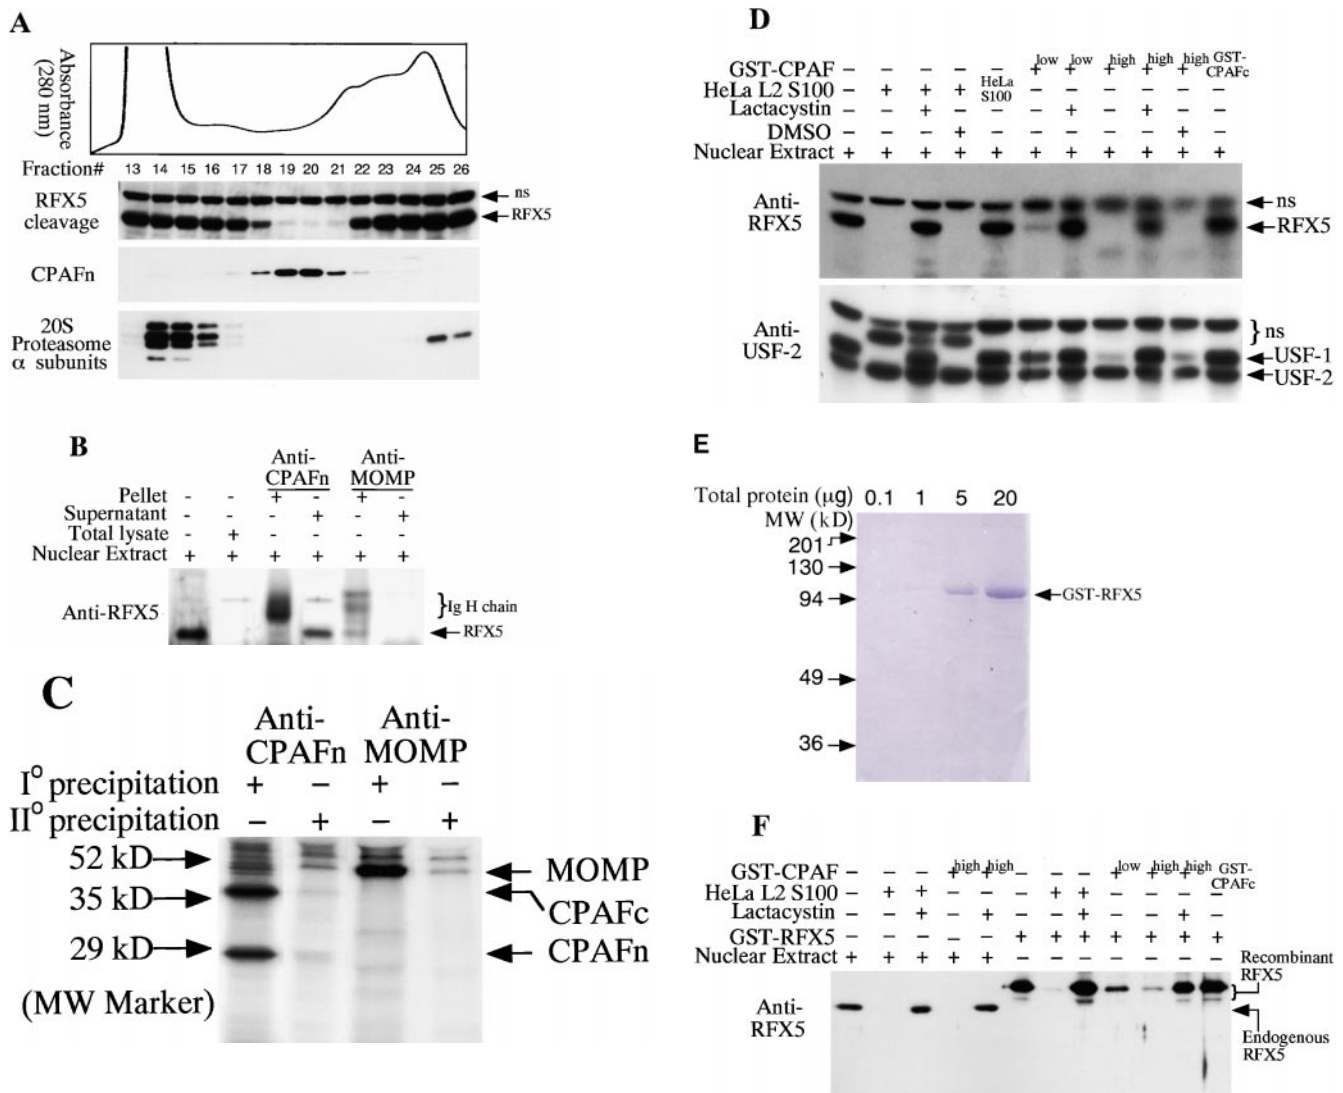 A
Absorbance
(280 nm)
Fraction# 13 14 15 16 17 18 19 20 21 22 23 24 25 26
RFX5
cleavage
ns
RFX5
CPAFn
20S
Proteasome
α subunits
B
Anti-
CPAFn
Anti-
MOMP
Pellet - - + - + -
Supernatant - - - + - +
Total lysate - + - - - -
Nuclear Extract + + + + + +
Anti-RFX5
Ig H chain
RFX5
C
Anti-
CPAFn
Anti-
MOMP
I° precipitation + - + -
II° precipitation - + - +
52 kD
35 kD
29 kD
(MW Marker)
MOMP
CPAFc
CPAFn
D
GST-CPAF - - - - - +low +low +high +high +high GST-CPAFc
HeLa L2 S100 - + + + HeLa S100 - - - - - -
Lactacystin - - + - - - + - + - -
DMSO - - - + - - - - - + -
Nuclear Extract + + + + + + + + + + +
Anti-
RFX5
ns
RFX5
Anti-
USF-2
ns
USF-1
USF-2
E
Total protein (µg) 0.1 1 5 20
MW (kD)
201
130
94
49
36
GST-RFX5
F
GST-CPAF - - - +high +high - - - +low +high +high GST-CPAFc
HeLa L2 S100 - + + - - - + + - - - -
Lactacystin - - + - + - - + - - + -
GST-RFX5 - - - - - + + + + + + +
Nuclear Extract + + + + + - - - - - - -
Anti-
RFX5
Recombinant
RFX5
Endogenous
RFX5